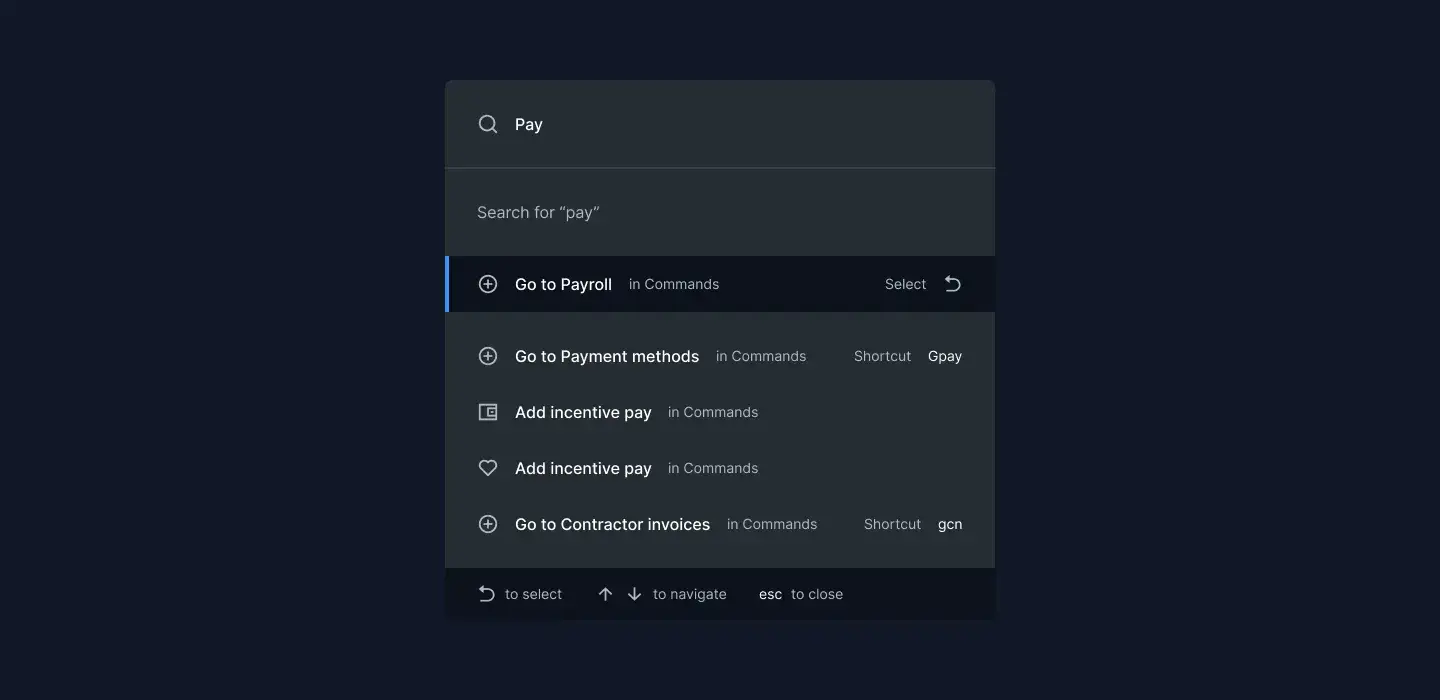 Pay
Search for “pay”
Go to Payroll in Commands Select
Go to Payment methods in Commands Shortcut Gpay
Add incentive pay in Commands
Add incentive pay in Commands
Go to Contractor invoices in Commands Shortcut gcn
to select to navigate esc to close